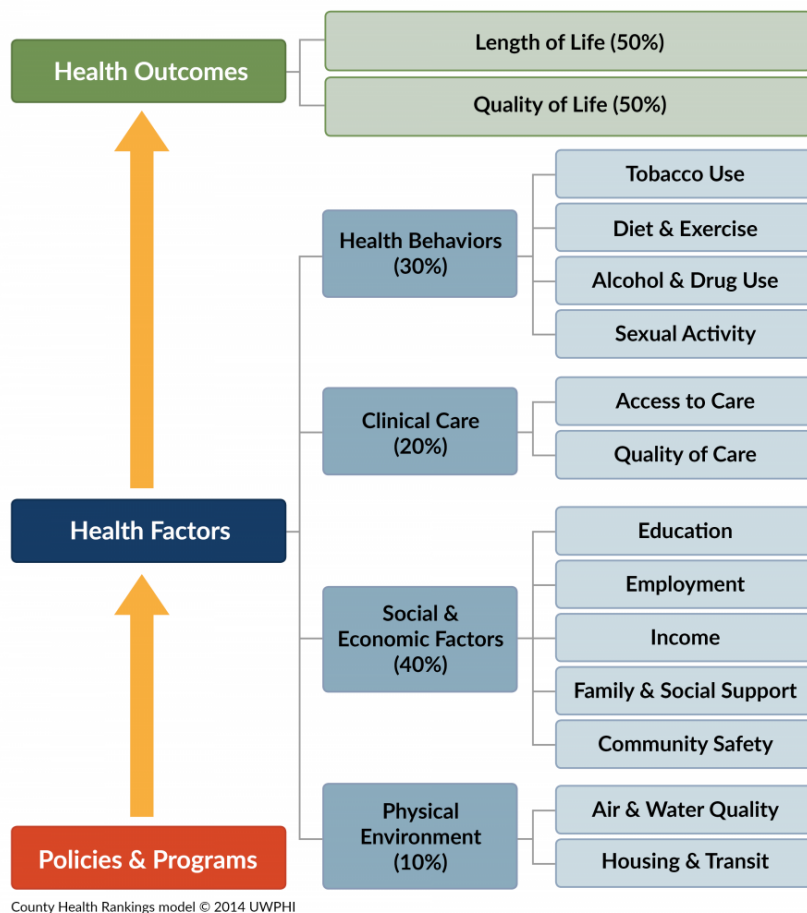 Health Outcomes
Length of Life (50%)
Quality of Life (50%)
Health Factors
Health Behaviors
(30%)
Tobacco Use
Diet & Exercise
Alcohol & Drug Use
Sexual Activity
Clinical Care
(20%)
Access to Care
Quality of Care
Social &
Economic Factors
(40%)
Education
Employment
Income
Family & Social Support
Community Safety
Physical
Environment
(10%)
Air & Water Quality
Housing & Transit
Policies & Programs
County Health Rankings model © 2014 UWPHI